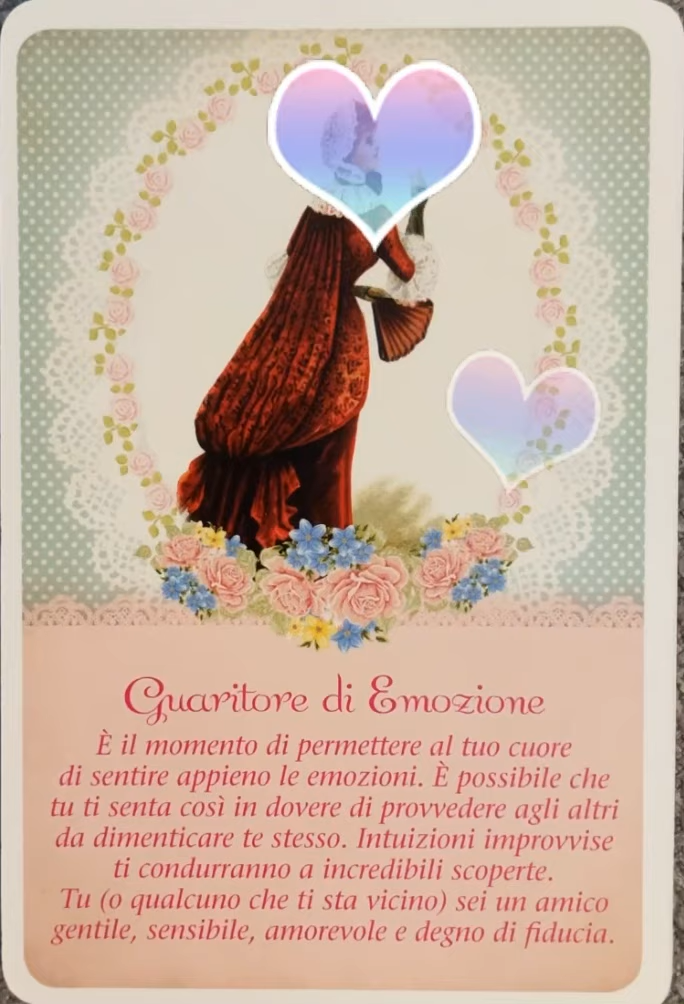 Guaritore di Emozione
È il momento di permettere al tuo cuore
di sentire appieno le emozioni. È possibile che
tu ti senta così in dovere di provvedere agli altri
da dimenticare te stesso. Intuizioni improvvise
ti condurranno a incredibili scoperte.
Tu (o qualcuno che ti sta vicino) sei un amico
gentile, sensibile, amorevole e degno di fiducia.